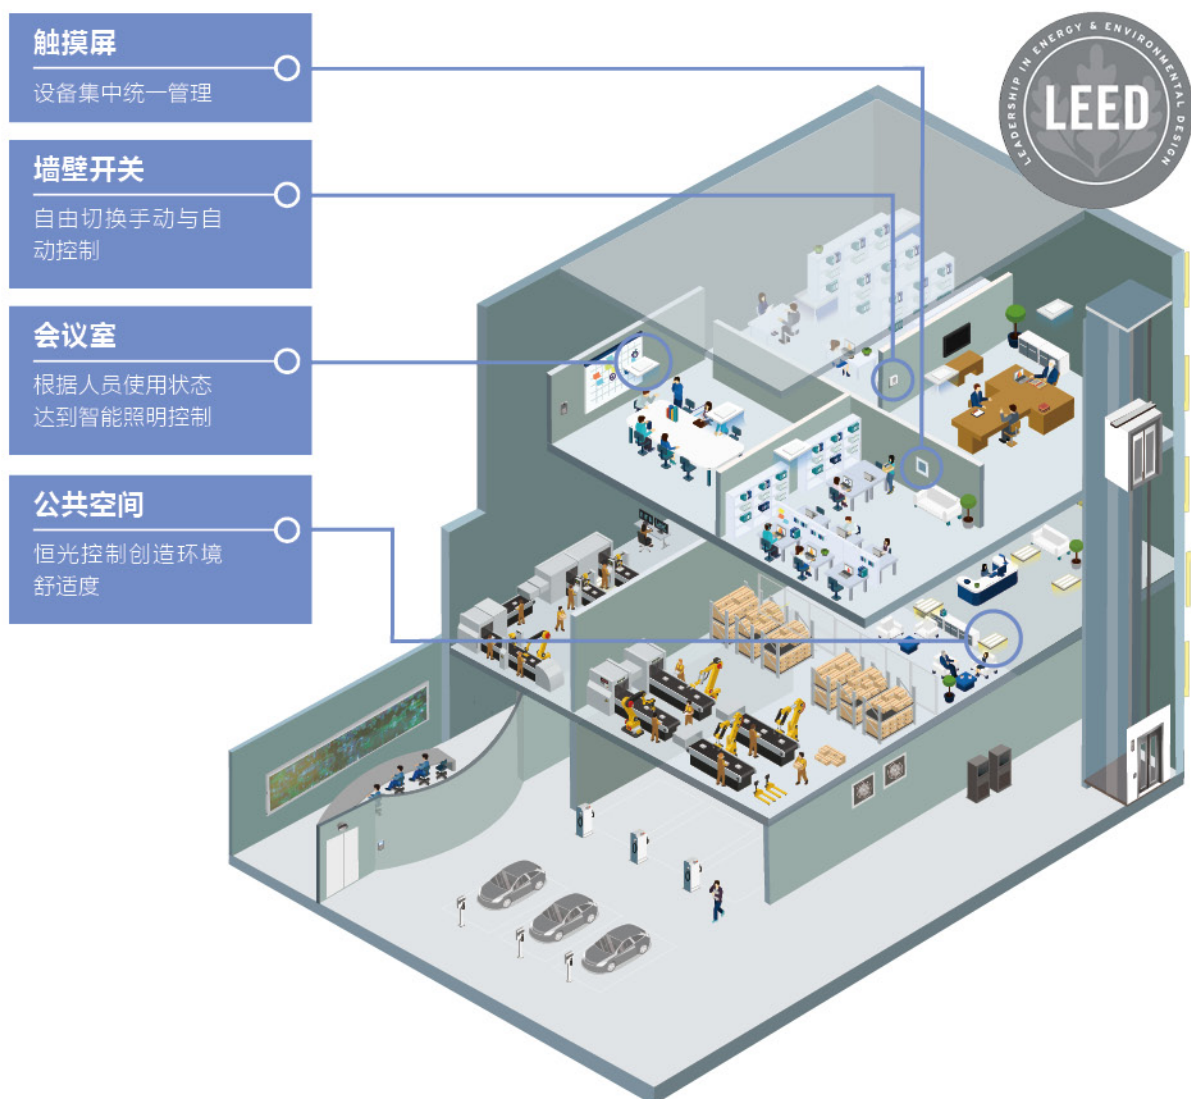 触摸屏
设备集中统一管理
墙壁开关
自由切换手动与自
动控制
会议室
根据人员使用状态
达到智能照明控制
公共空间
恒光控制创造环境
舒适度
LEADERSHIP IN ENERGY & ENVIRONMENTAL DESIGN
LEED